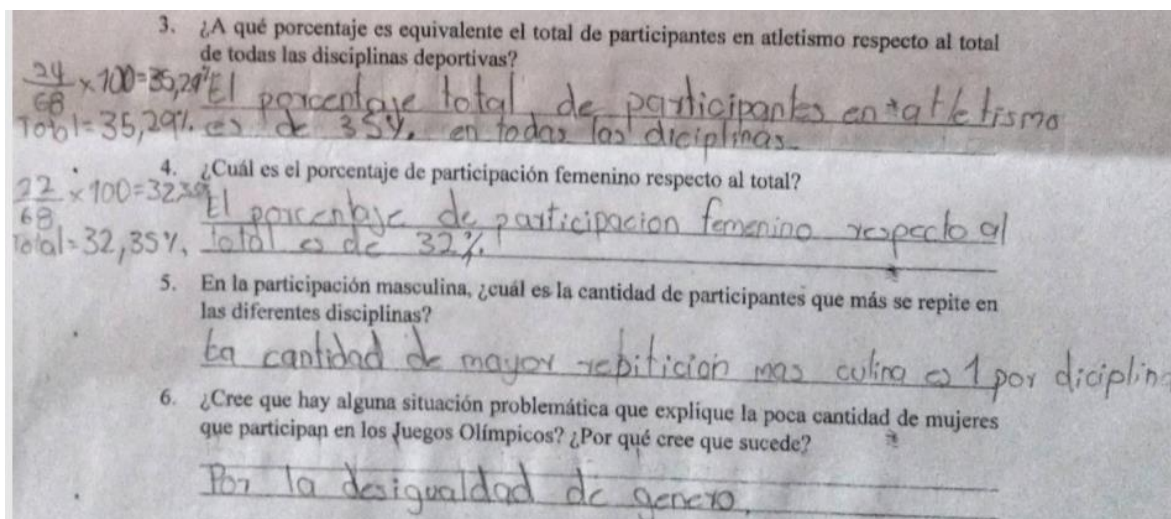 3. ¿A qué porcentaje es equivalente el total de participantes en atletismo respecto al total
de todas las disciplinas deportivas?
24/68 x 100=35,29% El porcentaje total de participantes en atletismo
Total=35,29%. es de 35%. en todas las diciplinas.
4. ¿Cuál es el porcentaje de participación femenino respecto al total?
22/68 x 100=32,35 El porcentaje de participacion femenino respecto al
Total=32,35%. total es de 32%.
5. En la participación masculina, ¿cuál es la cantidad de participantes que más se repite en
las diferentes disciplinas?
La cantidad de mayor repiticion mas culina es 1 por diciplina
6. ¿Cree que hay alguna situación problemática que explique la poca cantidad de mujeres
que participan en los Juegos Olímpicos? ¿Por qué cree que sucede?
Por la desigualdad de genero.